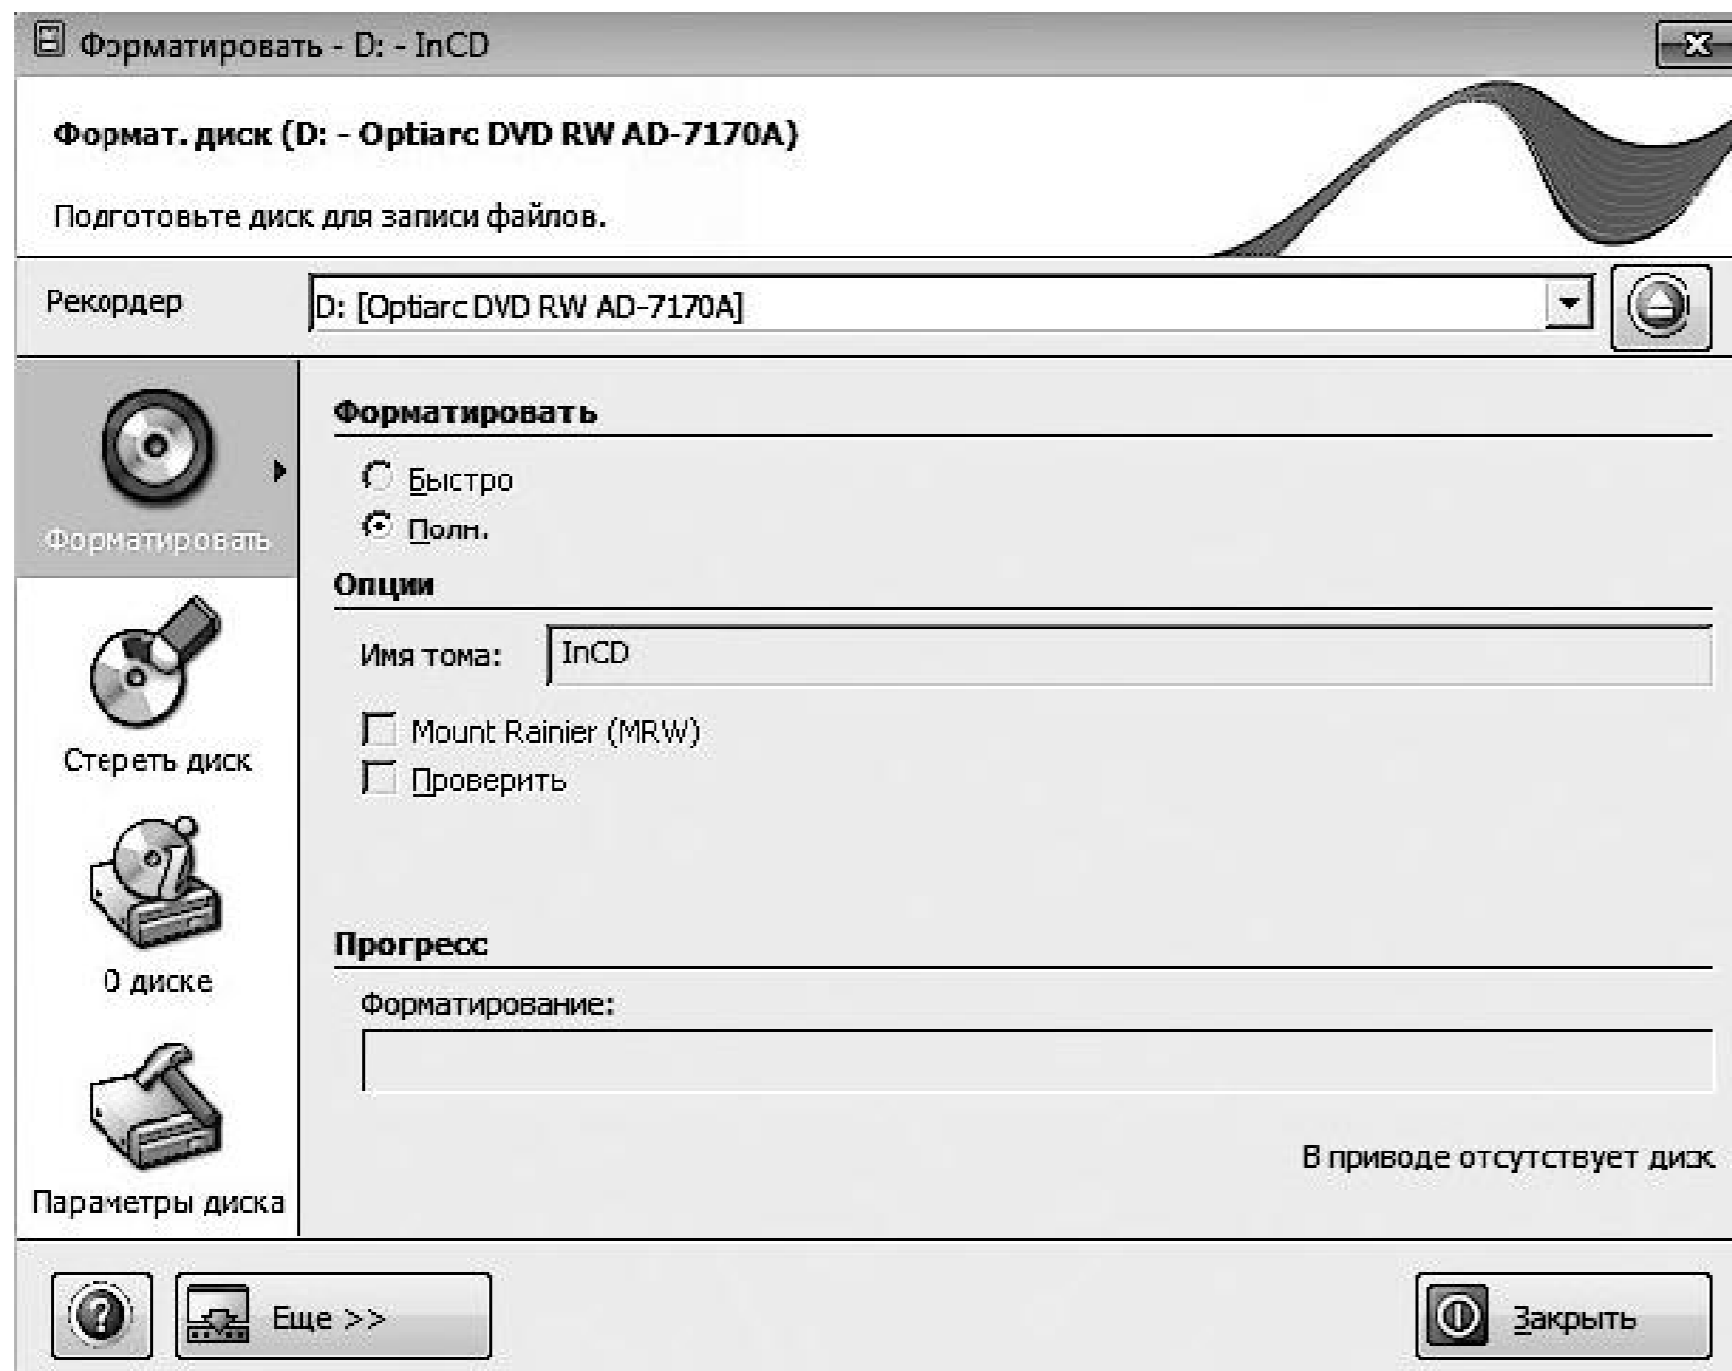 Форматировать - D: - InCD
Формат. диск (D: - Optiarc DVD RW AD-7170A)
Подготовьте диск для записи файлов.
Рекордер
D: [Optiarc DVD RW AD-7170A]
Форматировать
Форматировать
Быстро
Полн.
Опции
Имя тома: InCD
Mount Rainier (MRW)
Проверить
Стереть диск
О диске
Прогресс
Форматирование:
В приводе отсутствует диск
Параметры диска
Еще >>
Закрыть